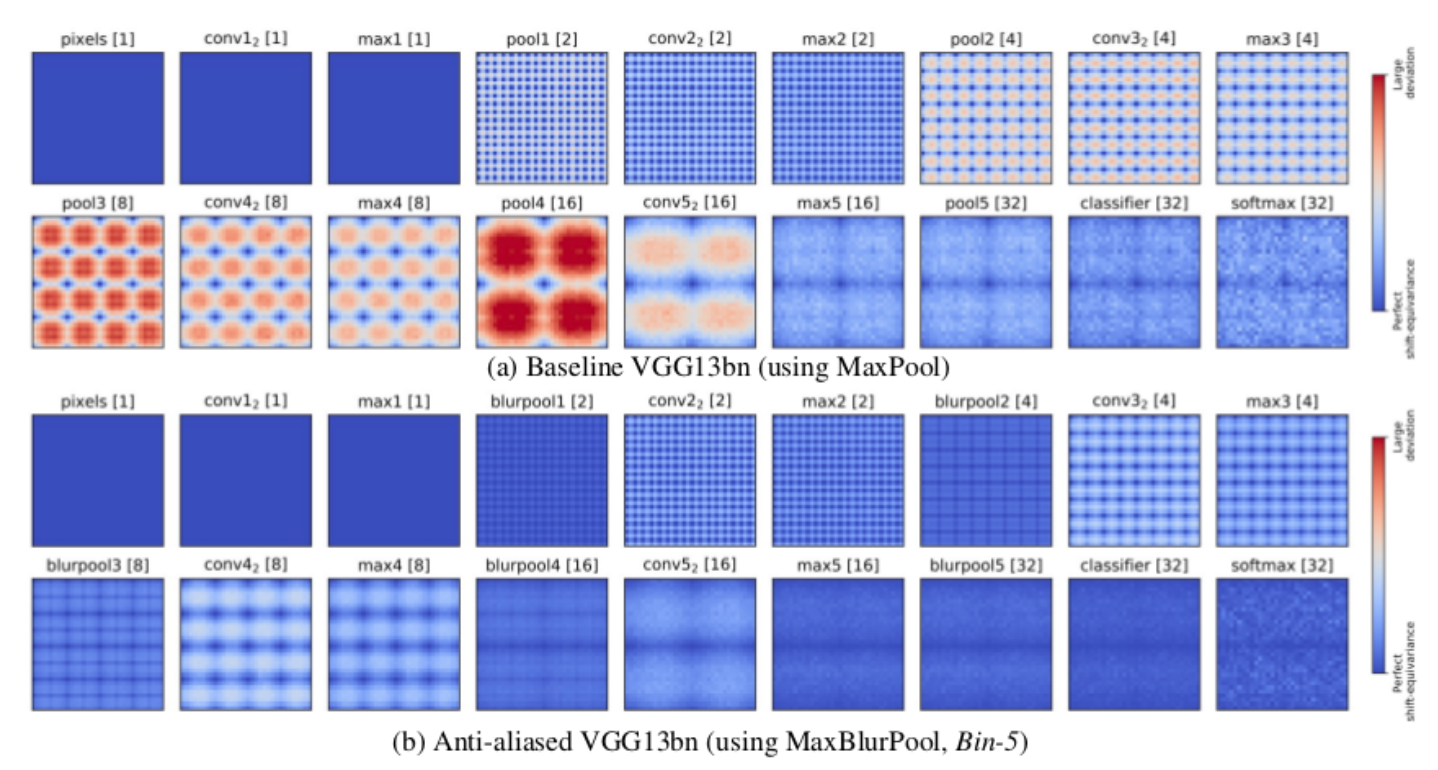 pixels [1] conv1₂ [1] max1 [1] pool1 [2] conv2₂ [2] max2 [2] pool2 [4] conv3₂ [4] max3 [4]
Large deviation
pool3 [8] conv4₂ [8] max4 [8] pool4 [16] conv5₂ [16] max5 [16] pool5 [32] classifier [32] softmax [32]
Perfect shift-equivariance
(a) Baseline VGG13bn (using MaxPool)
pixels [1] conv1₂ [1] max1 [1] blurpool1 [2] conv2₂ [2] max2 [2] blurpool2 [4] conv3₂ [4] max3 [4]
Large deviation
blurpool3 [8] conv4₂ [8] max4 [8] blurpool4 [16] conv5₂ [16] max5 [16] blurpool5 [32] classifier [32] softmax [32]
Perfect shift-equivariance
(b) Anti-aliased VGG13bn (using MaxBlurPool, Bin-5)